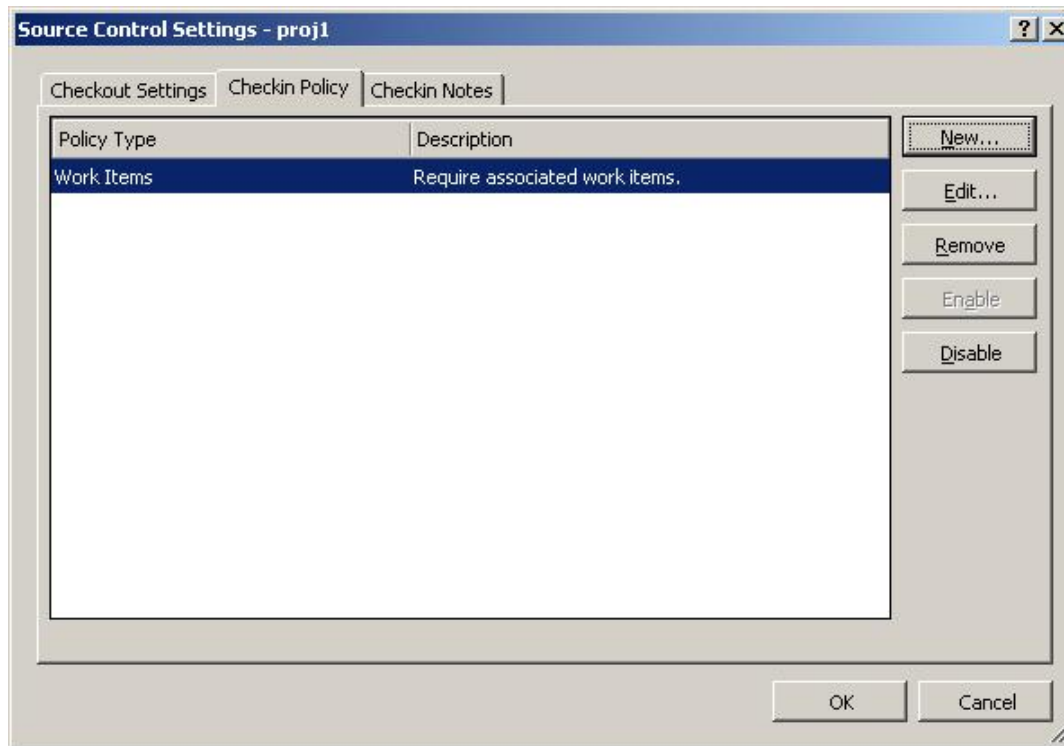 Source Control Settings - proj1
Checkout Settings Checkin Policy Checkin Notes
Policy Type Description
Work Items Require associated work items.
New...
Edit...
Remove
Enable
Disable
OK Cancel